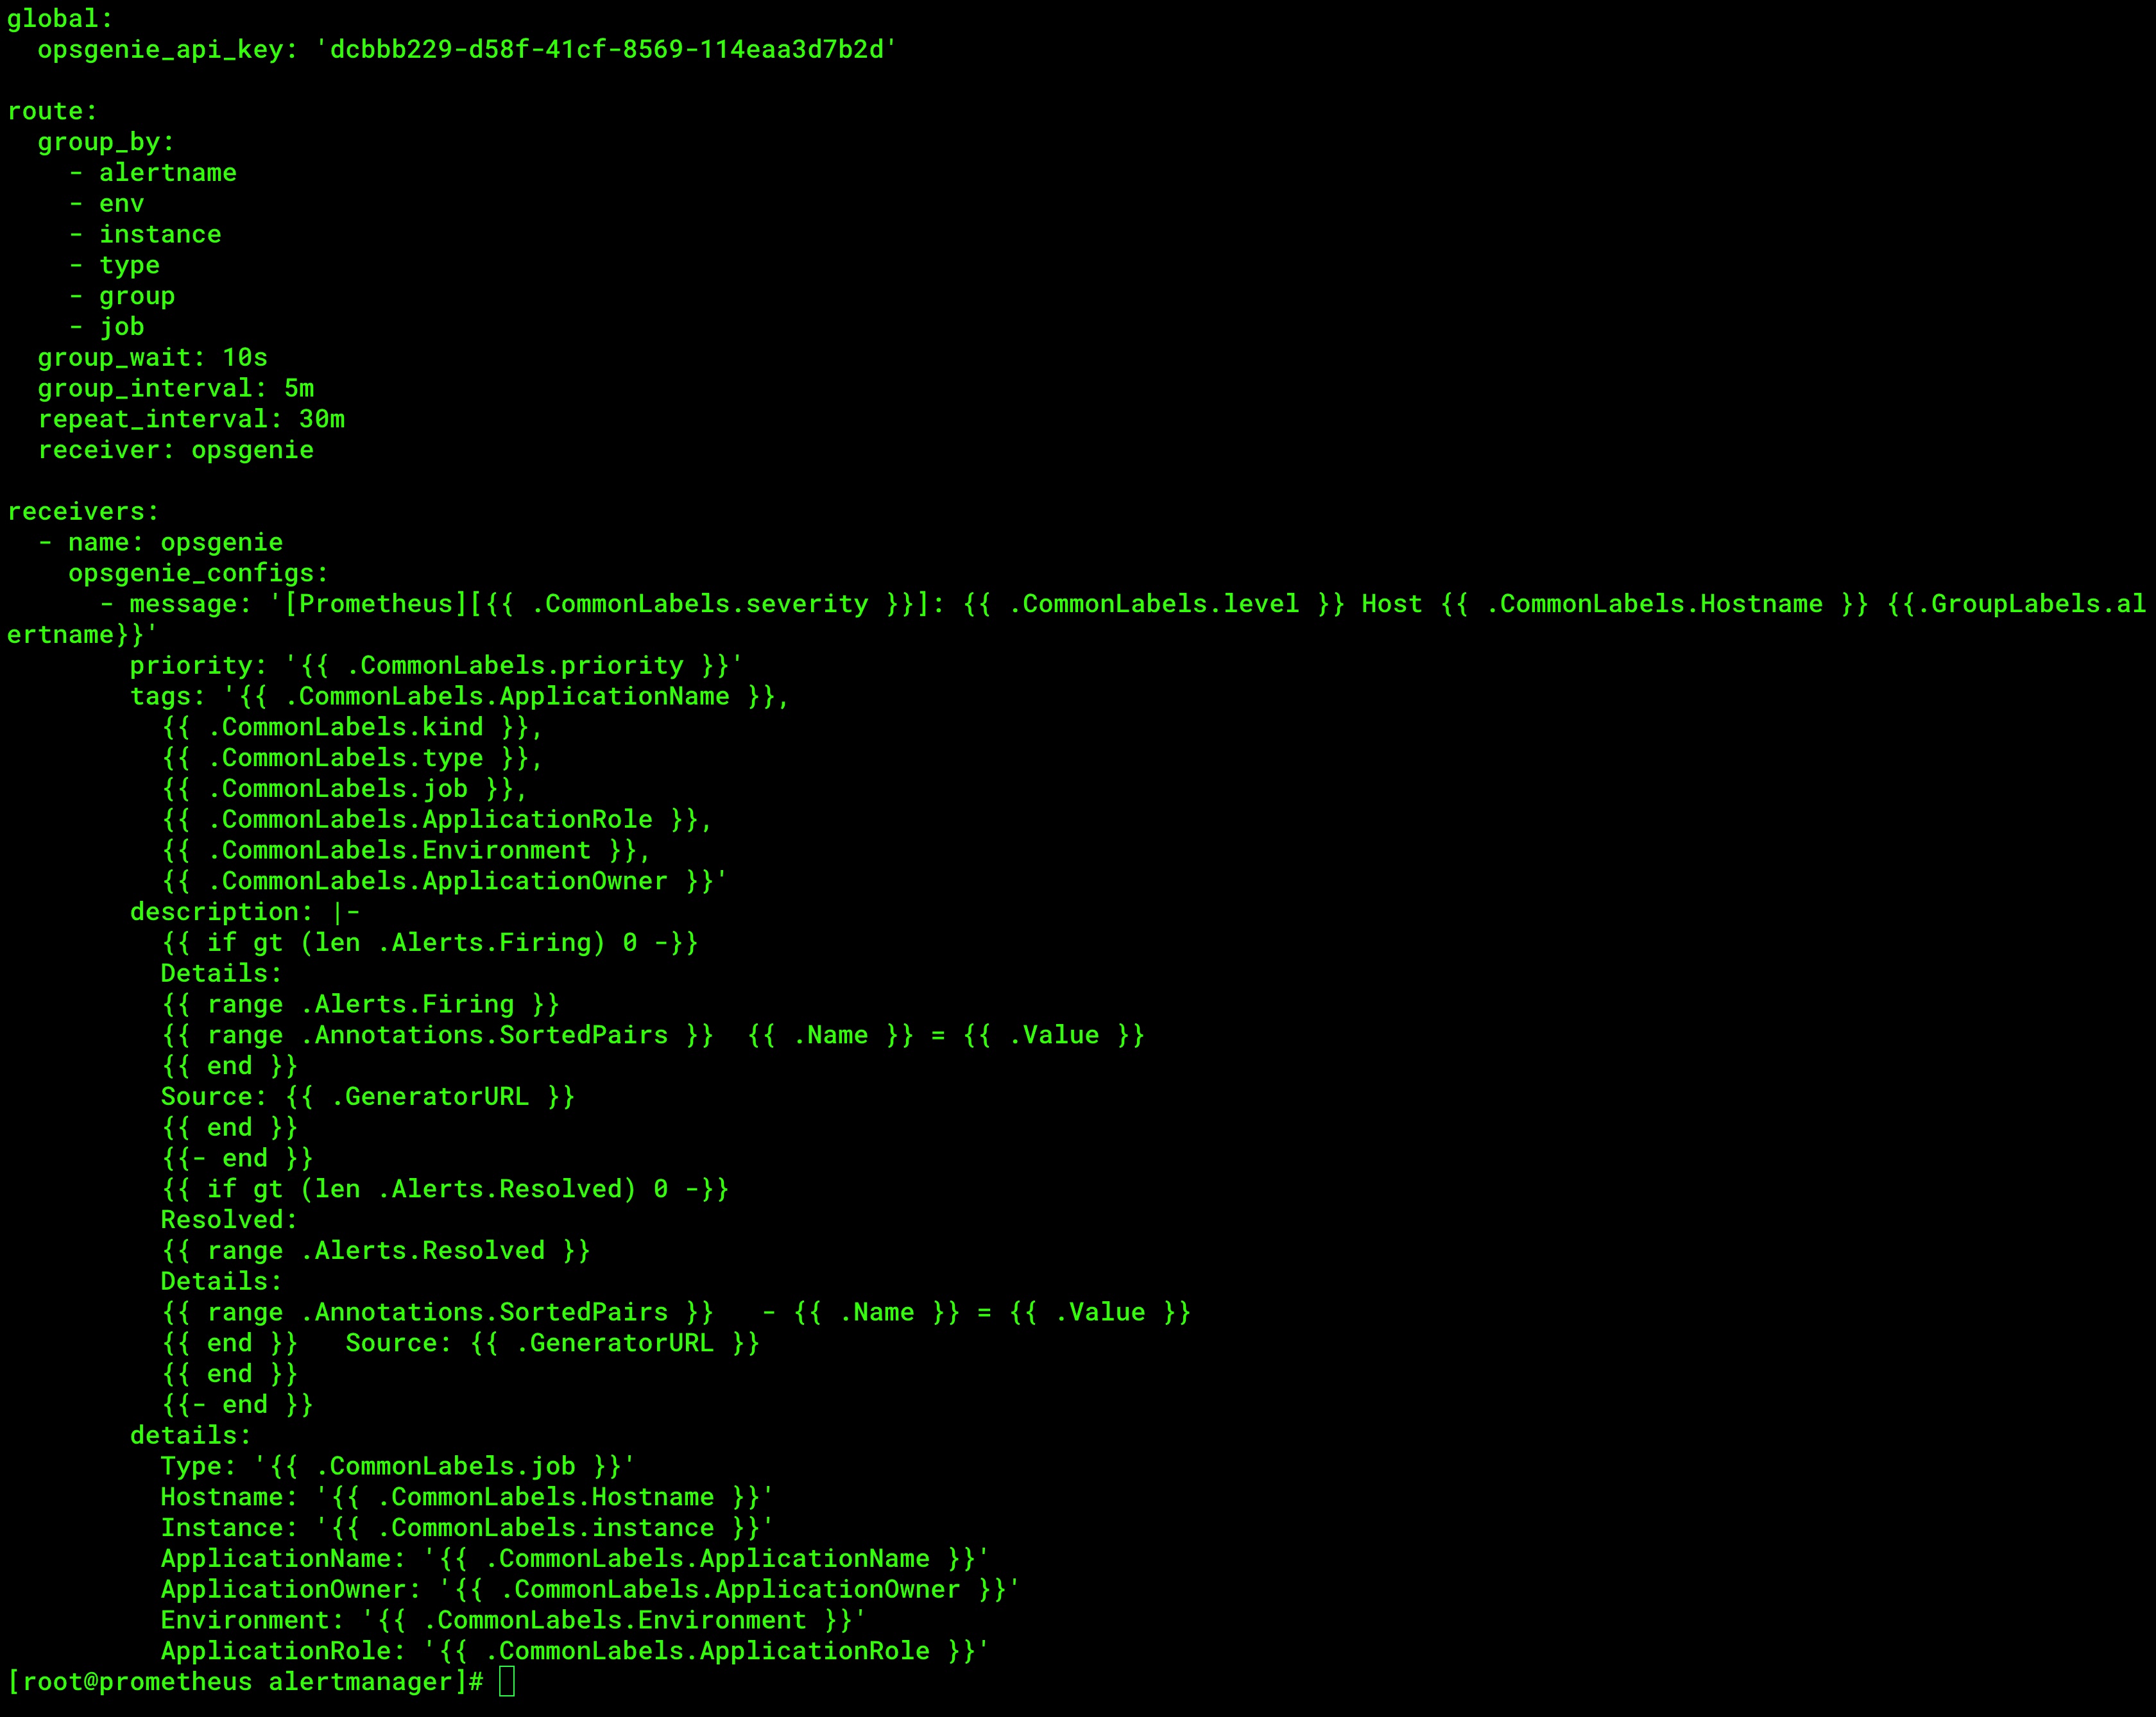 global:
  opsgenie_api_key: 'dcbbb229-d58f-41cf-8569-114eaa3d7b2d'

route:
  group_by:
    - alertname
    - env
    - instance
    - type
    - group
    - job
  group_wait: 10s
  group_interval: 5m
  repeat_interval: 30m
  receiver: opsgenie

receivers:
  - name: opsgenie
    opsgenie_configs:
      - message: '[Prometheus][{{ .CommonLabels.severity }}]: {{ .CommonLabels.level }} Host {{ .CommonLabels.Hostname }} {{.GroupLabels.al
ertname}}'
        priority: '{{ .CommonLabels.priority }}'
        tags: '{{ .CommonLabels.ApplicationName }},
          {{ .CommonLabels.kind }},
          {{ .CommonLabels.type }},
          {{ .CommonLabels.job }},
          {{ .CommonLabels.ApplicationRole }},
          {{ .CommonLabels.Environment }},
          {{ .CommonLabels.ApplicationOwner }}'
        description: |-
          {{ if gt (len .Alerts.Firing) 0 -}}
          Details:
          {{ range .Alerts.Firing }}
          {{ range .Annotations.SortedPairs }}  {{ .Name }} = {{ .Value }}
          {{ end }}
          Source: {{ .GeneratorURL }}
          {{ end }}
          {{- end }}
          {{ if gt (len .Alerts.Resolved) 0 -}}
          Resolved:
          {{ range .Alerts.Resolved }}
          Details:
          {{ range .Annotations.SortedPairs }}   - {{ .Name }} = {{ .Value }}
          {{ end }}   Source: {{ .GeneratorURL }}
          {{ end }}
          {{- end }}
        details:
          Type: '{{ .CommonLabels.job }}'
          Hostname: '{{ .CommonLabels.Hostname }}'
          Instance: '{{ .CommonLabels.instance }}'
          ApplicationName: '{{ .CommonLabels.ApplicationName }}'
          ApplicationOwner: '{{ .CommonLabels.ApplicationOwner }}'
          Environment: '{{ .CommonLabels.Environment }}'
          ApplicationRole: '{{ .CommonLabels.ApplicationRole }}'
[root@prometheus alertmanager]#